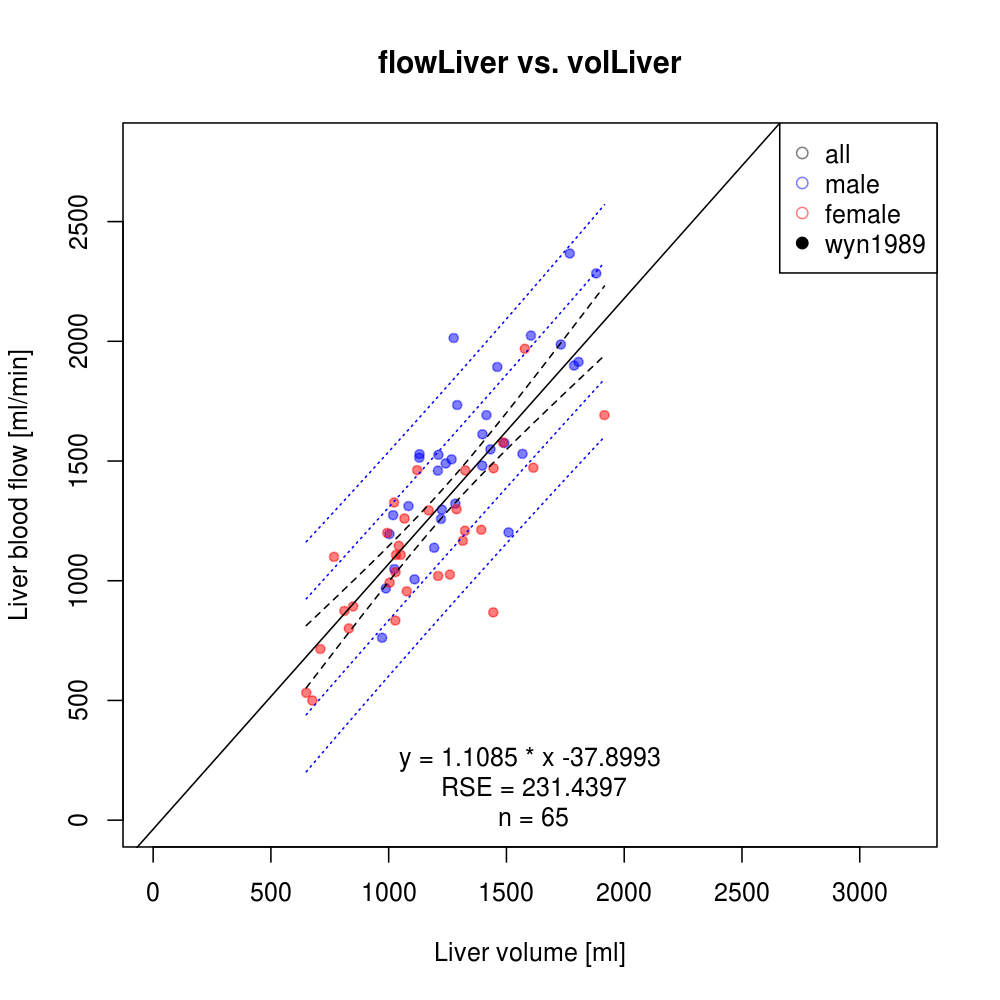 flowLiver vs. volLiver
all
male
female
wyn1989
Liver blood flow [ml/min]
2500
2000
1500
1000
500
0
y = 1.1085 * x -37.8993
RSE = 231.4397
n = 65
0 500 1000 1500 2000 2500 3000
Liver volume [ml]